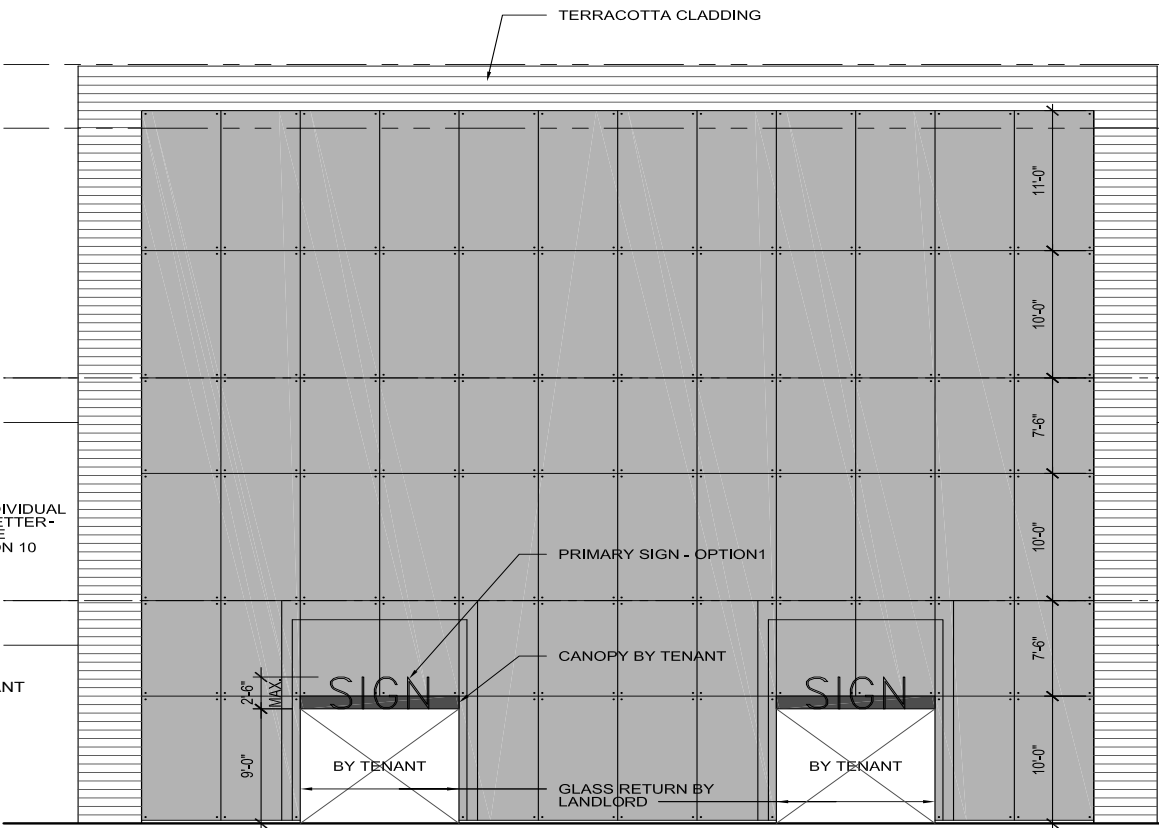 TERRACOTTA CLADDING
11'-0"
10'-0"
7'-6"
10'-0"
DIVIDUAL
ETTER-
E
ON 10
PRIMARY SIGN - OPTION1
7'-6"
CANOPY BY TENANT
ANT
2'-6"
MAX.
SIGN
SIGN
9'-0"
BY TENANT
BY TENANT
10'-0"
GLASS RETURN BY
LANDLORD